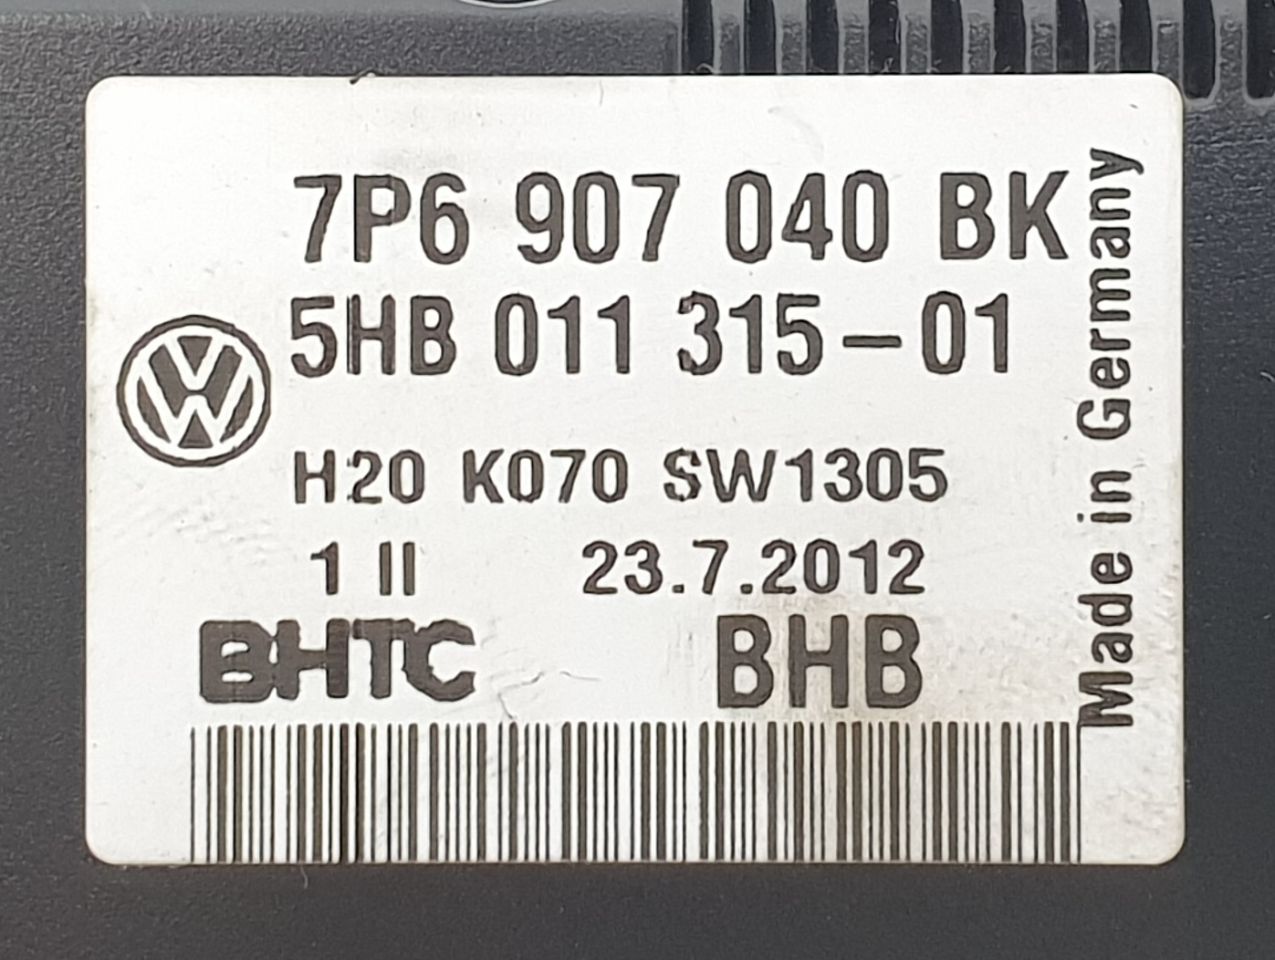 7P6 907 040 BK
5HB 011 315-01
H20 K070 SW1305
1 II 23.7.2012
BHTC BHB
Made in Germany